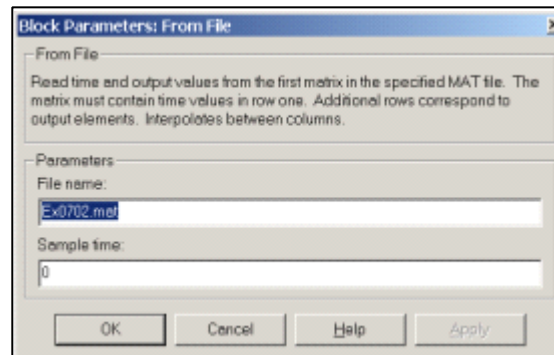 Block Parameters: From File
From File
Read time and output values from the first matrix in the specified MAT file. The
matrix must contain time values in row one. Additional rows correspond to
output elements. Interpolates between columns.
Parameters
File name:
Ex0702.mat
Sample time:
0
OK Cancel Help Apply